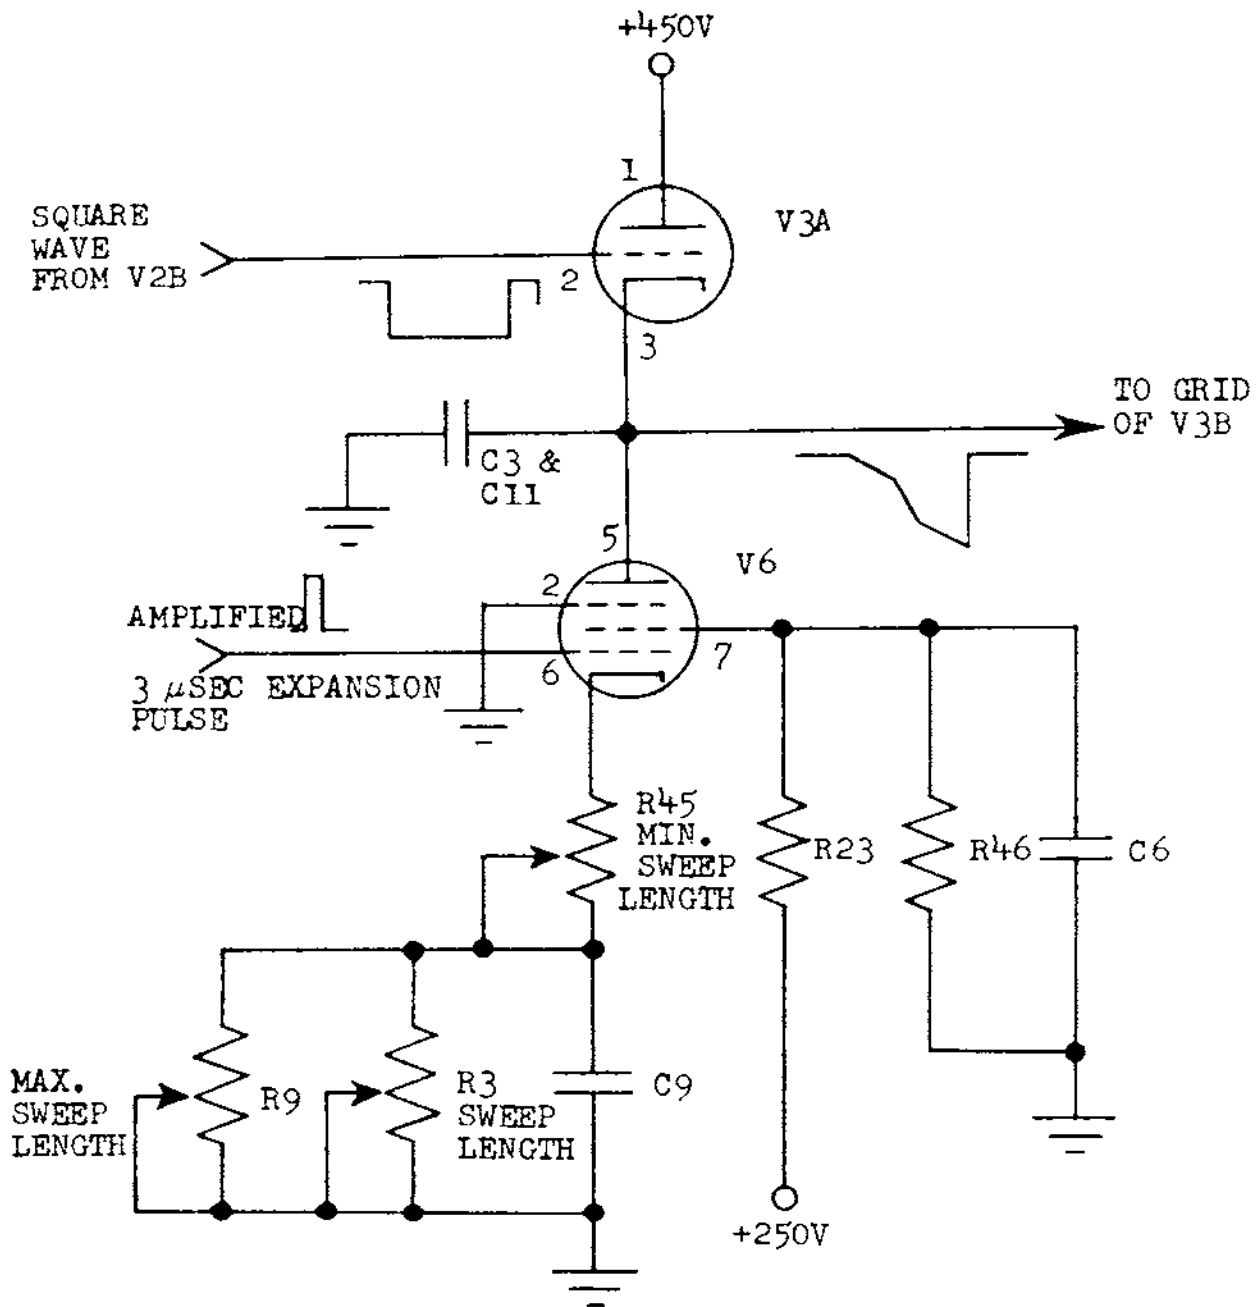 +450V
1
SQUARE
WAVE
FROM V2B
V3A
2
3
TO GRID
OF V3B
C3 &
C11
5
V6
2
AMPLIFIED
6
7
3 μSEC EXPANSION
PULSE
R45
MIN.
SWEEP
LENGTH
R23
R46
C6
MAX.
SWEEP
LENGTH
R9
R3
SWEEP
LENGTH
C9
+250V